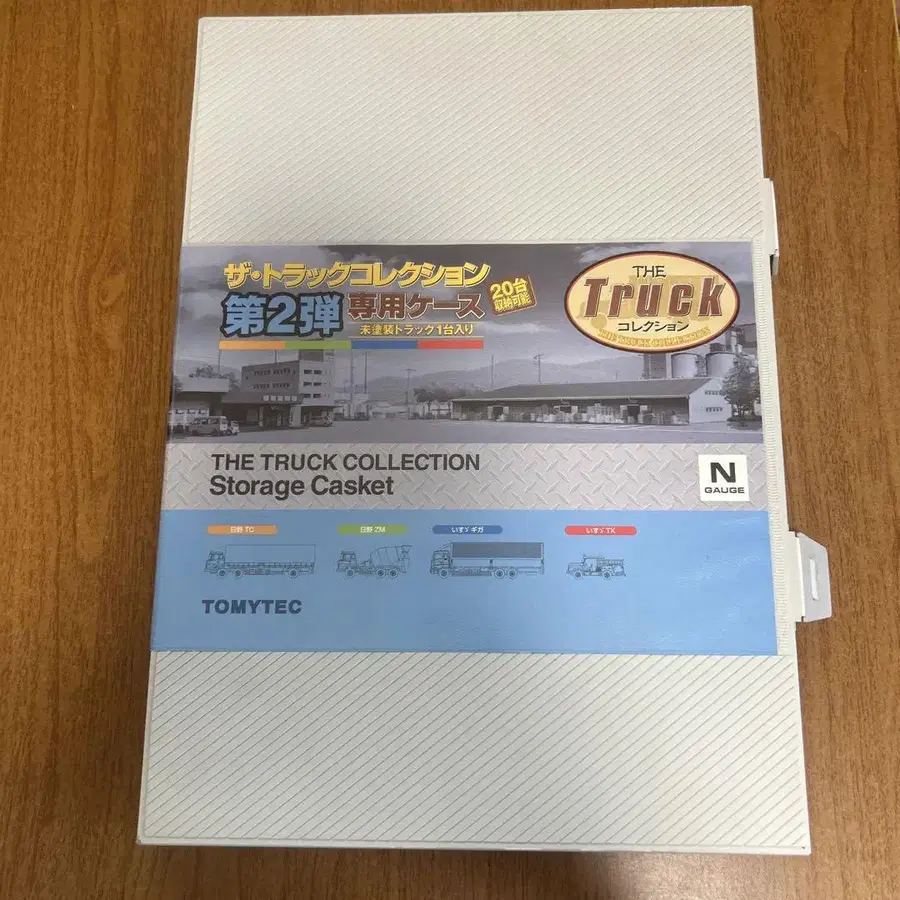 ザ・トラックコレクション
第2弾 専用ケース
20台
収納可能
未塗装トラック1台入り
THE
Truck
コレクション
THE TRUCK COLLECTION
THE TRUCK COLLECTION
Storage Casket
N
GAUGE
日野 TC
日野 ZM
いすゞ ギガ
いすゞ TX
TOMYTEC